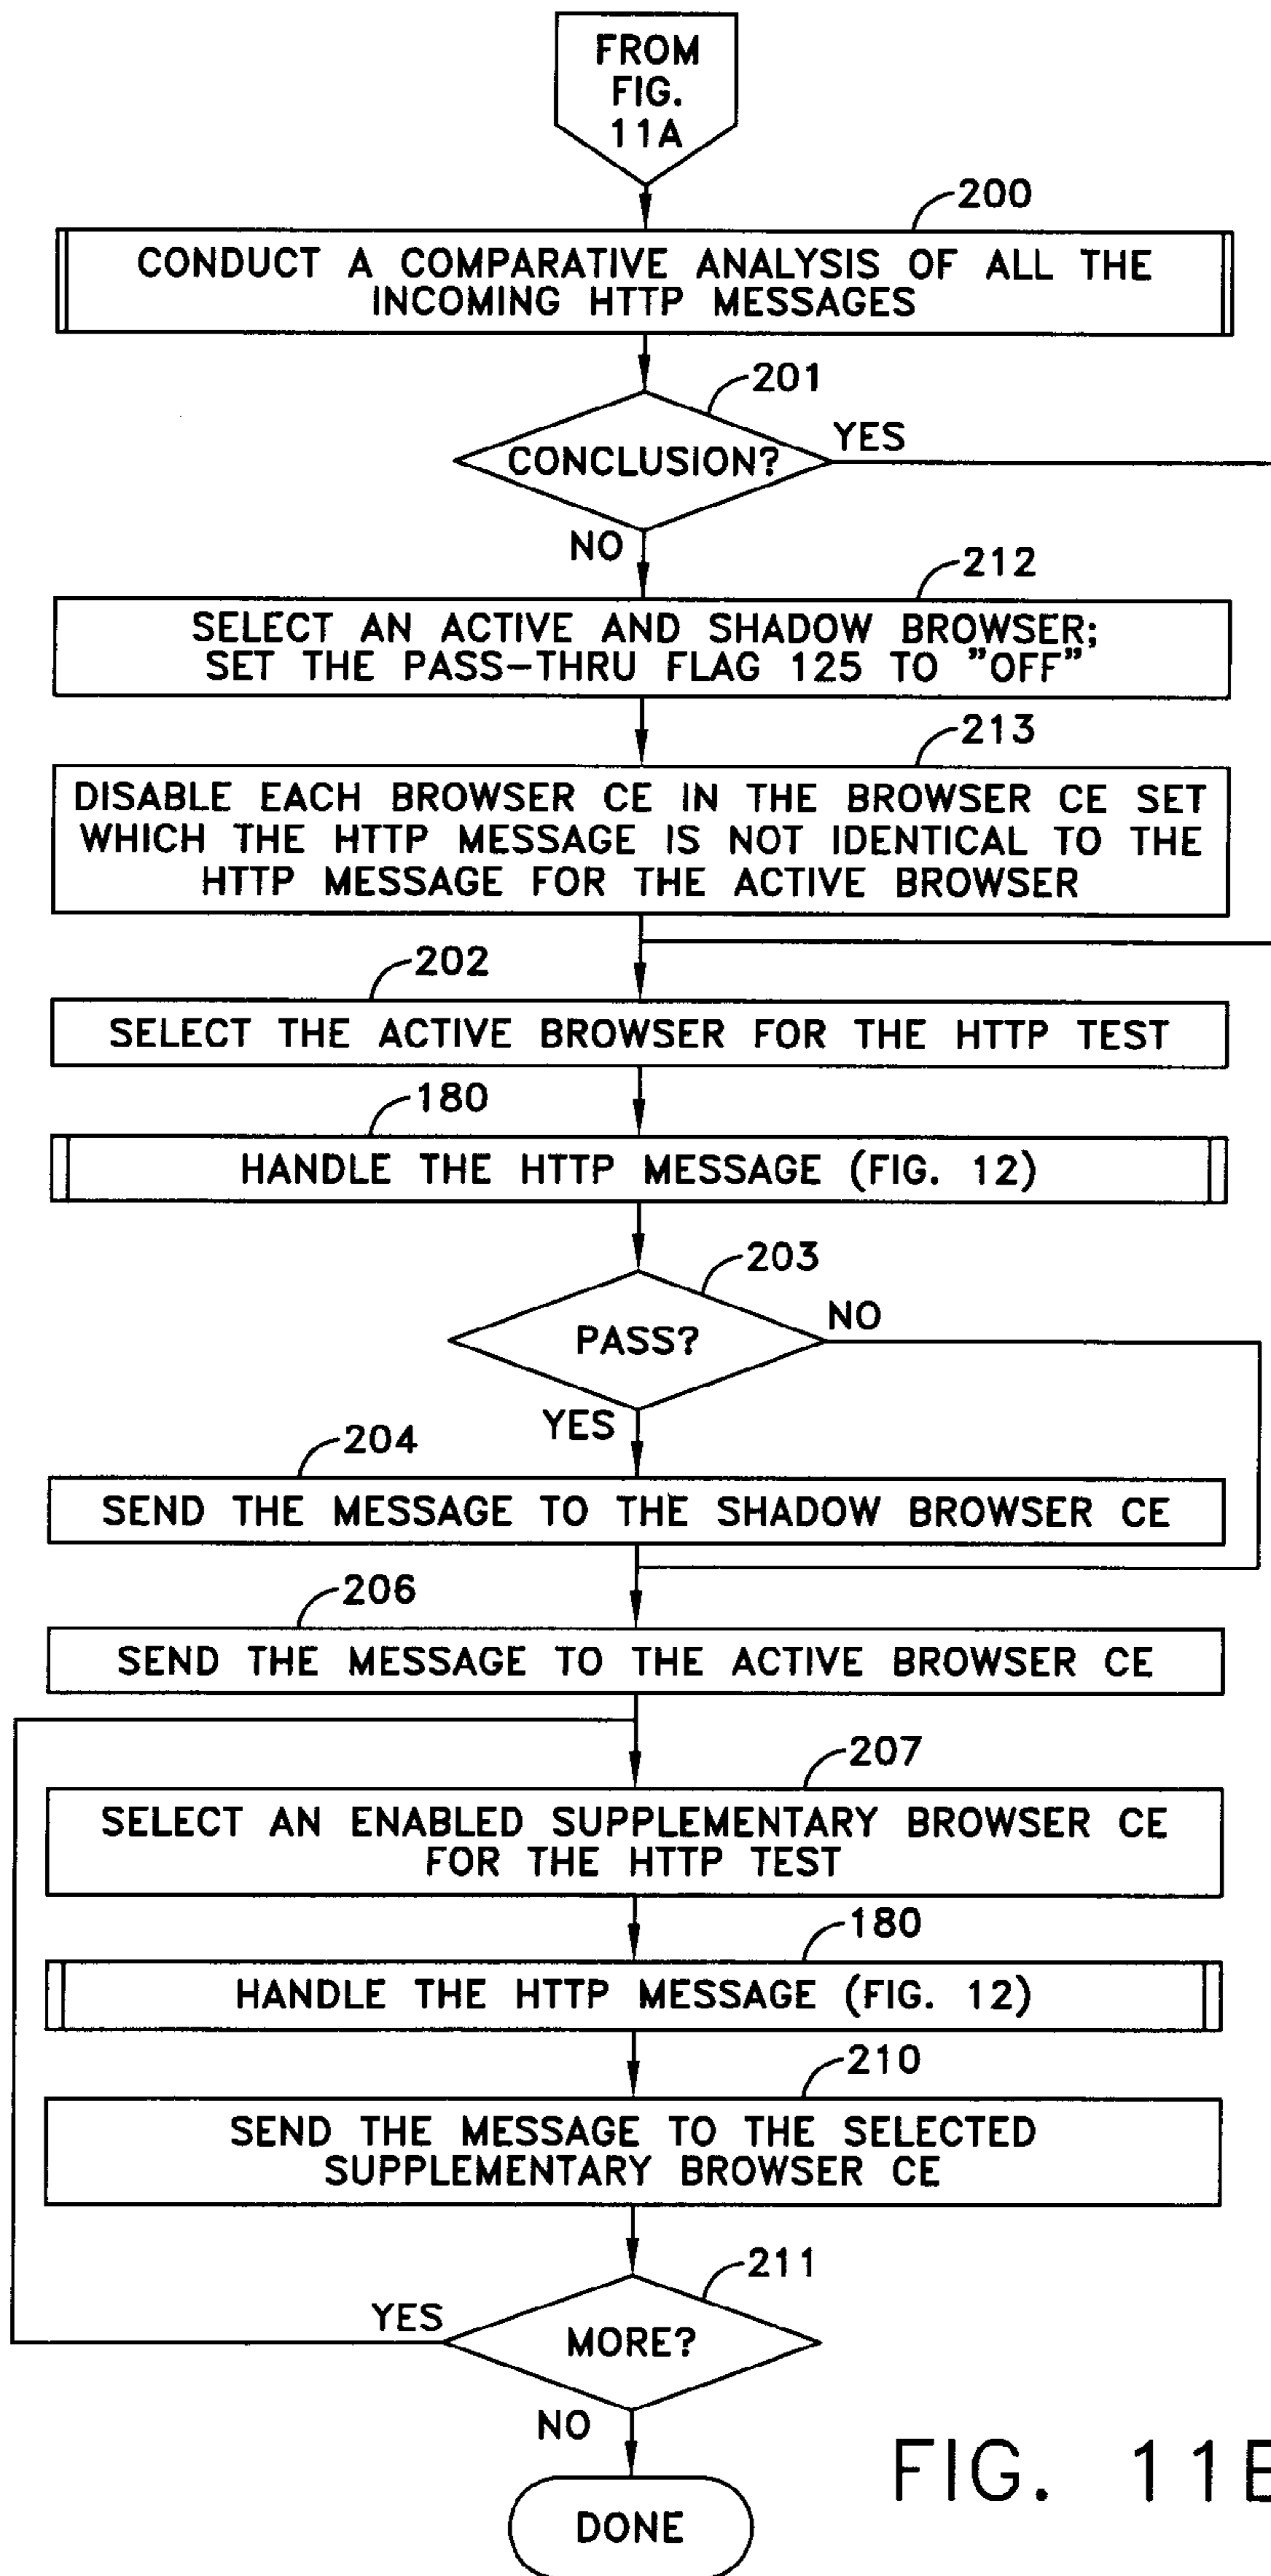 FROM
FIG.
11A
200
CONDUCT A COMPARATIVE ANALYSIS OF ALL THE
INCOMING HTTP MESSAGES
201
CONCLUSION?
YES
NO
212
SELECT AN ACTIVE AND SHADOW BROWSER;
SET THE PASS-THRU FLAG 125 TO "OFF"
213
DISABLE EACH BROWSER CE IN THE BROWSER CE SET
WHICH THE HTTP MESSAGE IS NOT IDENTICAL TO THE
HTTP MESSAGE FOR THE ACTIVE BROWSER
202
SELECT THE ACTIVE BROWSER FOR THE HTTP TEST
180
HANDLE THE HTTP MESSAGE (FIG. 12)
203
PASS?
NO
YES
204
SEND THE MESSAGE TO THE SHADOW BROWSER CE
206
SEND THE MESSAGE TO THE ACTIVE BROWSER CE
207
SELECT AN ENABLED SUPPLEMENTARY BROWSER CE
FOR THE HTTP TEST
180
HANDLE THE HTTP MESSAGE (FIG. 12)
210
SEND THE MESSAGE TO THE SELECTED
SUPPLEMENTARY BROWSER CE
211
MORE?
YES
NO
DONE
FIG. 11B